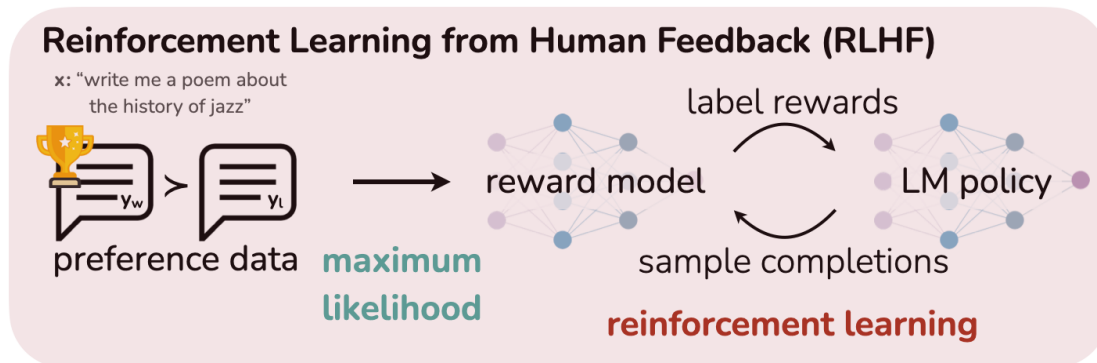 Reinforcement Learning from Human Feedback (RLHF)
x: “write me a poem about
the history of jazz”
label rewards
y_w ≻ y_l
reward model
LM policy
preference data
maximum
likelihood
sample completions
reinforcement learning